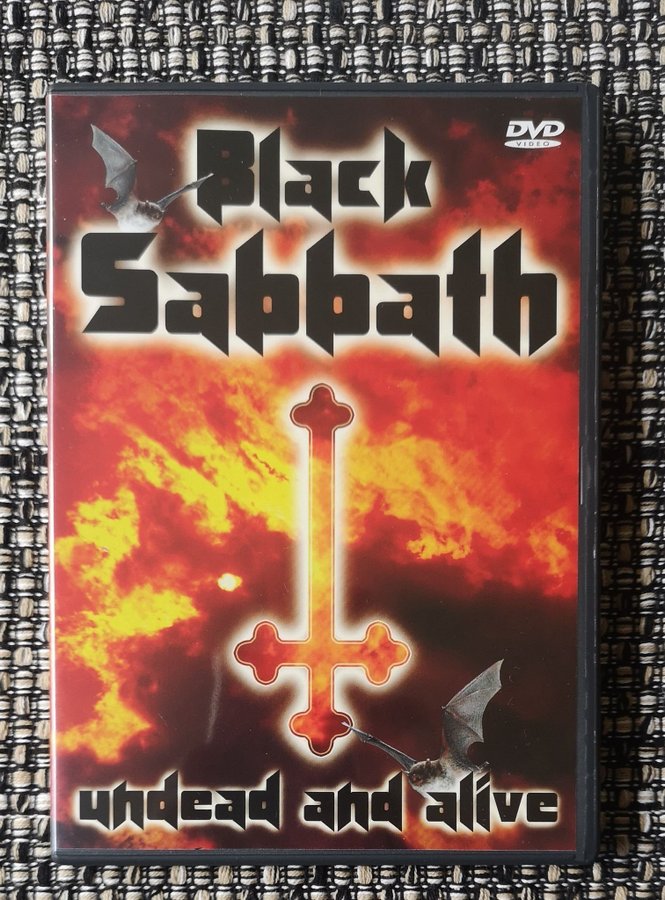 DVD
VIDEO
Black
Sabbath
undead and alive